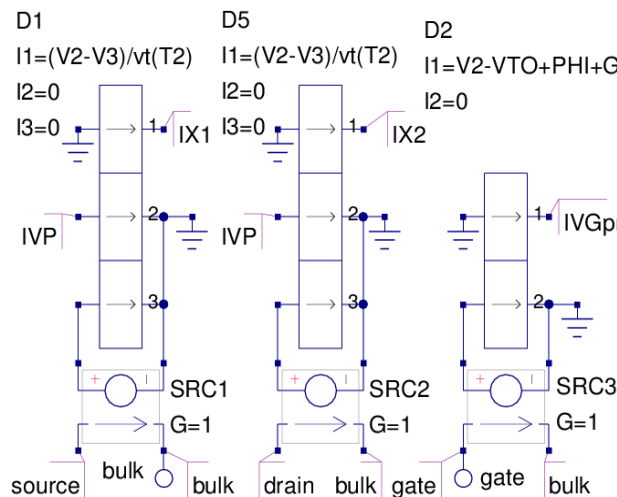 D1
I1=(V2-V3)/vt(T2)
I2=0
I3=0
D5
I1=(V2-V3)/vt(T2)
I2=0
I3=0
D2
I1=V2-VTO+PHI+G
I2=0
1 IX1
1 IX2
IVP 2
IVP 2
1 IVGpr
3
3
2
+ - SRC1
G=1
+ - SRC2
G=1
+ - SRC3
G=1
source bulk bulk
drain bulk
gate gate bulk